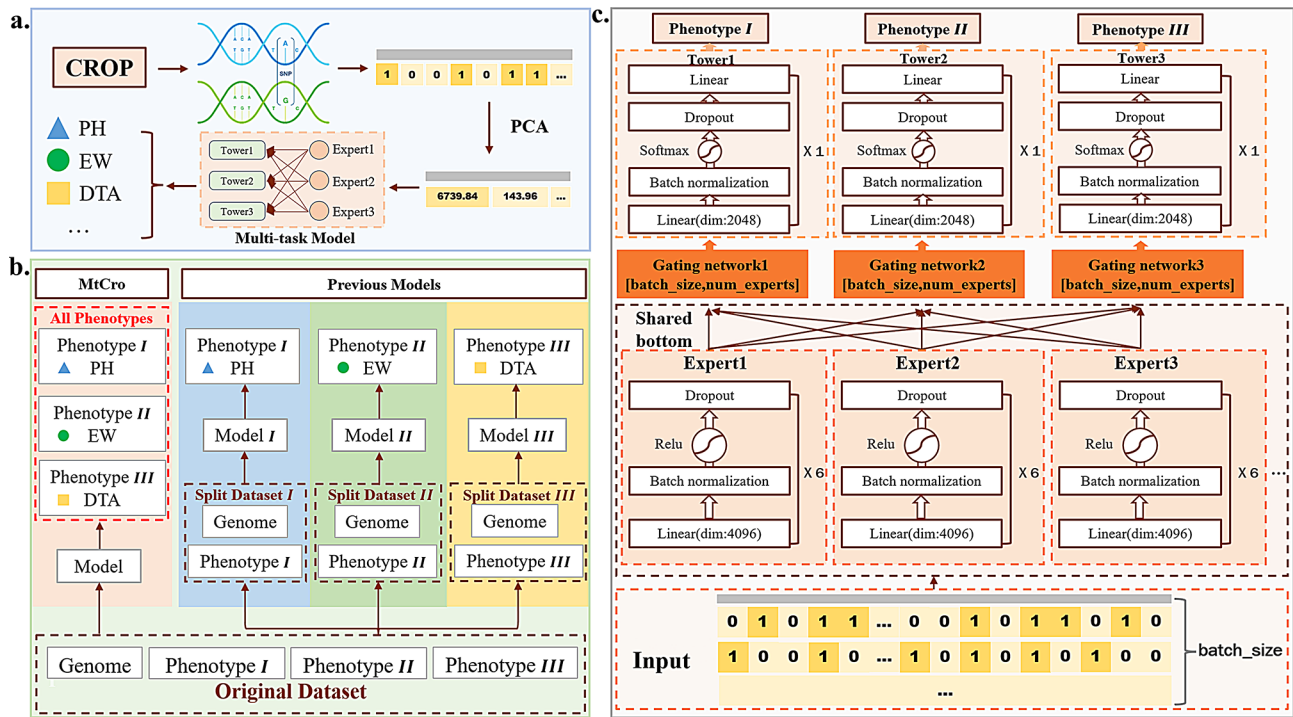 a.
CROP
A C A
T G T
T
A
SNP
G
C
A C A
T G T
T
G
C
1 0 0 1 0 1 1 ...
PCA
6739.84 143.96 ...
PH
EW
DTA
...
Tower1
Tower2
Tower3
Expert1
Expert2
Expert3
Multi-task Model
b.
MtCro
Previous Models
All Phenotypes
Phenotype I
PH
Phenotype II
EW
Phenotype III
DTA
Model
Phenotype I
PH
Model I
Split Dataset I
Genome
Phenotype I
Phenotype II
EW
Model II
Split Dataset II
Genome
Phenotype II
Phenotype III
DTA
Model III
Split Dataset III
Genome
Phenotype III
Genome Phenotype I Phenotype II Phenotype III
Original Dataset
c.
Phenotype I
Tower1
Linear
Dropout
Softmax
Batch normalization
Linear(dim:2048)
X 1
Phenotype II
Tower2
Linear
Dropout
Softmax
Batch normalization
Linear(dim:2048)
X 1
Phenotype III
Tower3
Linear
Dropout
Softmax
Batch normalization
Linear(dim:2048)
X 1
Gating network1
[batch_size,num_experts]
Gating network2
[batch_size,num_experts]
Gating network3
[batch_size,num_experts]
Shared
bottom
Expert1
Dropout
Relu
Batch normalization
Linear(dim:4096)
X 6
Expert2
Dropout
Relu
Batch normalization
Linear(dim:4096)
X 6
Expert3
Dropout
Relu
Batch normalization
Linear(dim:4096)
X 6
...
Input
0 1 0 1 1 ... 0 0 1 0 1 1 0 1 0
1 0 0 1 0 ... 1 0 1 0 1 0 1 0 0
...
batch_size